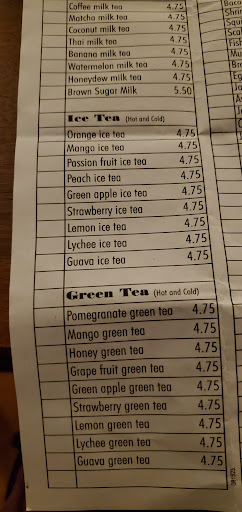 Coffee milk tea 4.75
Matcha milk tea 4.75
Coconut milk tea 4.75
Thai milk tea 4.75
Banana milk tea 4.75
Watermelon milk tea 4.75
Honeydew milk tea 4.75
Brown Sugar Milk 5.50
Ice Tea (Hot and Cold)
Orange ice tea 4.75
Mango ice tea 4.75
Passion fruit ice tea 4.75
Peach ice tea 4.75
Green apple ice tea 4.75
Strawberry ice tea 4.75
Lemon ice tea 4.75
Lychee ice tea 4.75
Guava ice tea 4.75
Green Tea (Hot and Cold)
Pomegranate green tea 4.75
Mango green tea 4.75
Honey green tea 4.75
Grape fruit green tea 4.75
Green apple green tea 4.75
Strawberry green tea 4.75
Lemon green tea 4.75
Lychee green tea 4.75
Guava green tea 4.75